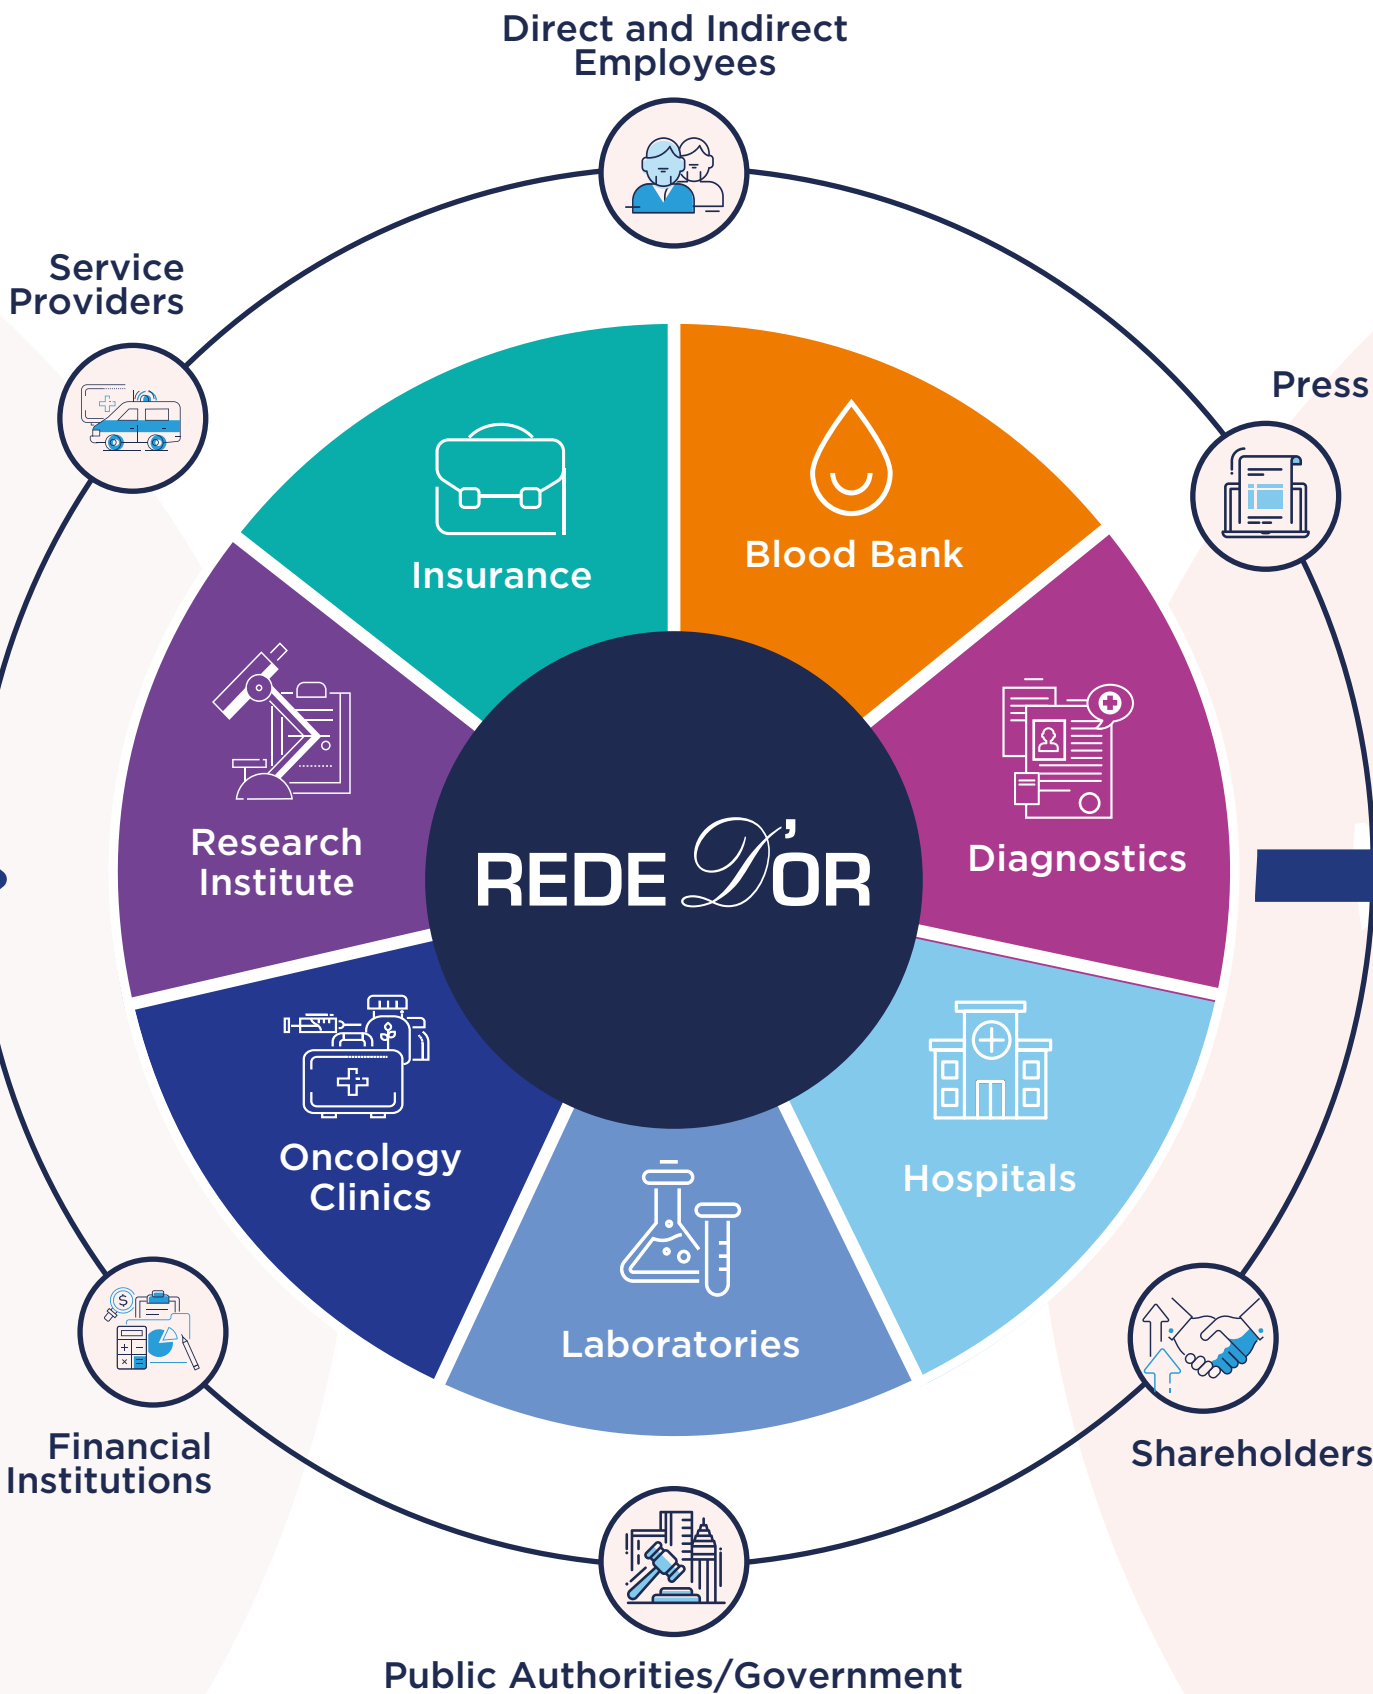 Direct and Indirect
Employees
Service
Providers
Press
Insurance
Blood Bank
Research
Institute
REDE D'OR
Diagnostics
Oncology
Clinics
Hospitals
Laboratories
Financial
Institutions
Shareholders
Public Authorities/Government